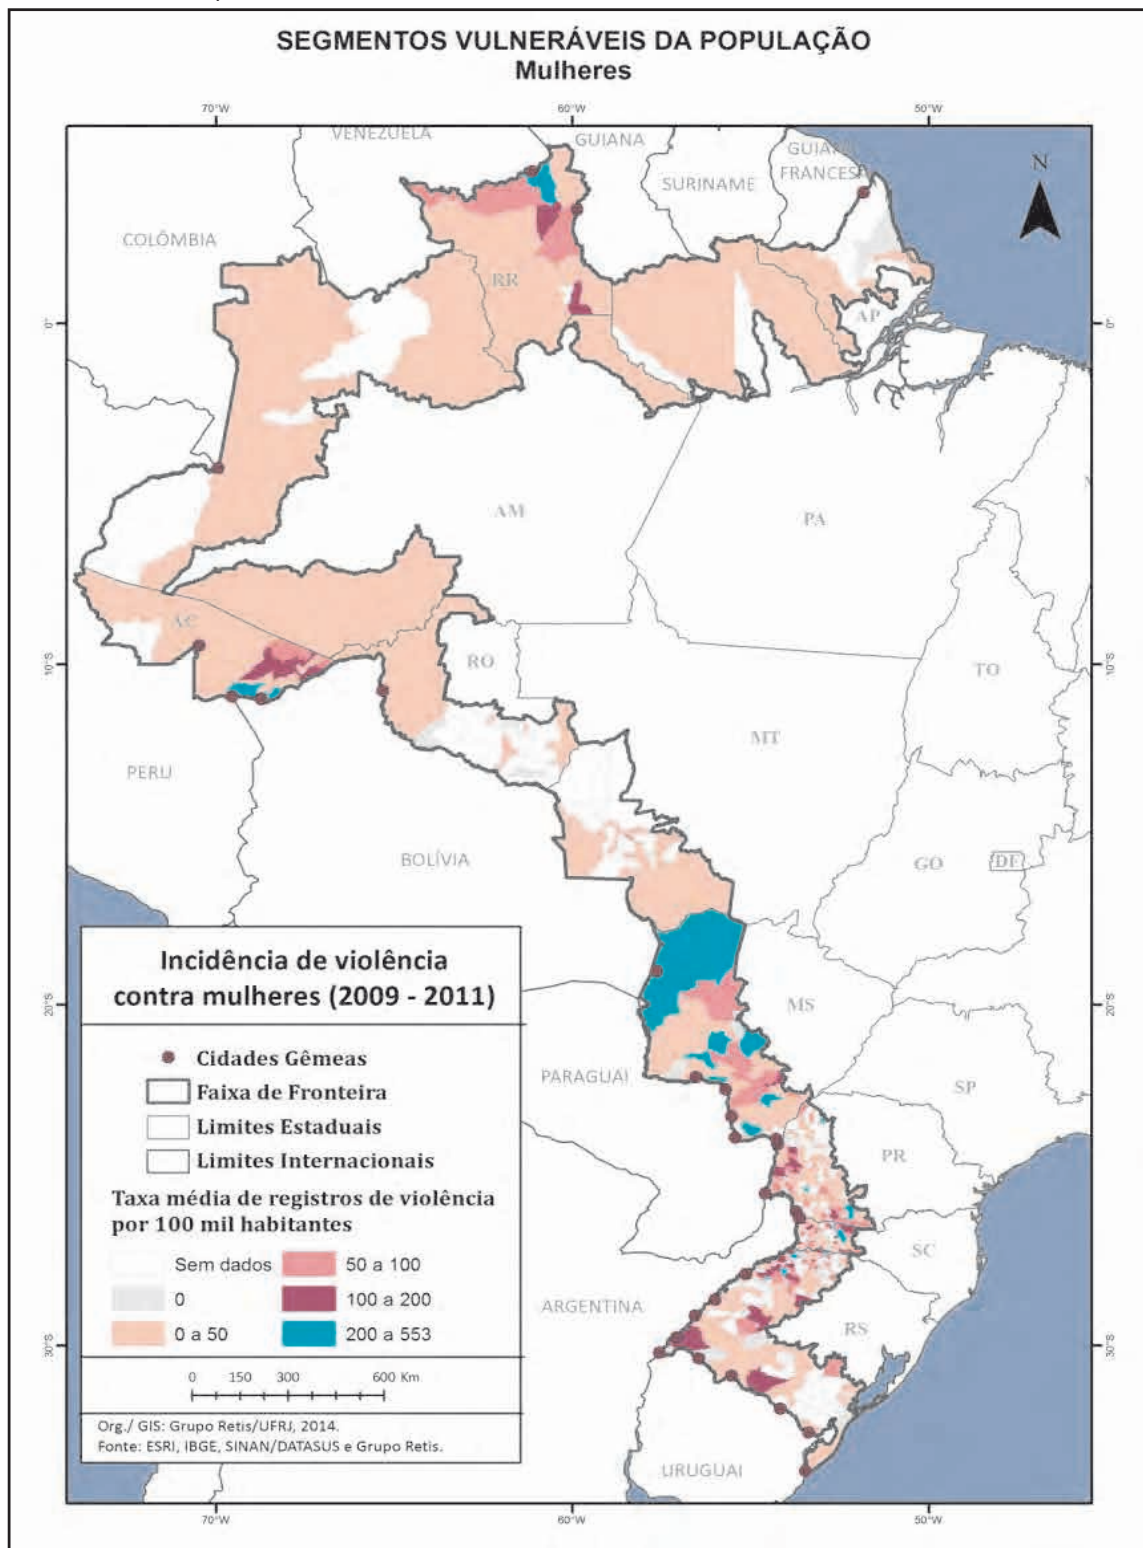 SEGMENTOS VULNERÁVEIS DA POPULAÇÃO
Mulheres
70°W
60°W
50°W
VENEZUELA
GUIANA
GUIANA
FRANCESA
SURINAME
N
COLÔMBIA
RR
AP
0°
0°
AM
PA
AC
RO
TO
10°S
10°S
MT
PERU
BOLÍVIA
GO
DF
Incidência de violência
contra mulheres (2009 - 2011)
20°S
20°S
MS
Cidades Gêmeas
Faixa de Fronteira
Limites Estaduais
Limites Internacionais
PARAGUAI
SP
PR
Taxa média de registros de violência
por 100 mil habitantes
Sem dados
50 a 100
0
100 a 200
0 a 50
200 a 553
SC
ARGENTINA
RS
30°S
30°S
0 150 300 600 Km
Org./ GIS: Grupo Retis/UFRJ, 2014.
Fonte: ESRI, IBGE, SINAN/DATASUS e Grupo Retis.
URUGUAI
70°W
60°W
50°W